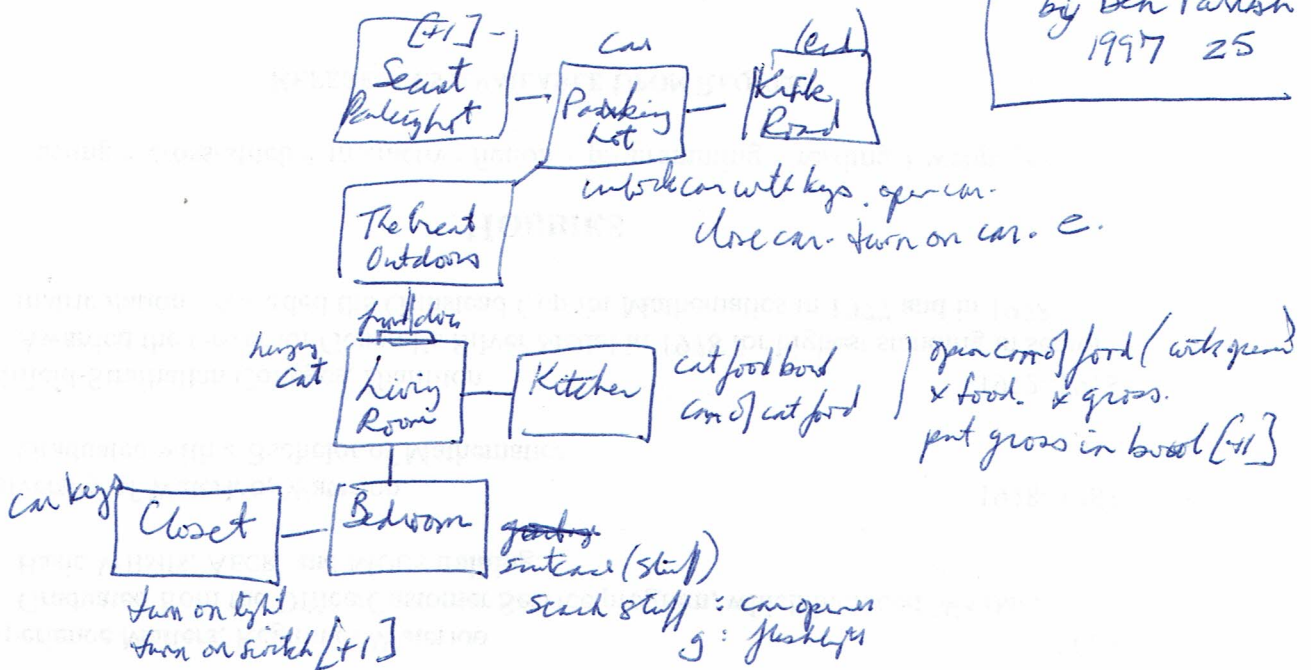 by Ben Parrish
1997 25
[+1]
Secret
Parking Lot
car
Parking
Lot
(end)
Kirk
Road
unlock car with keys. open car.
close car. turn on car. e.
The Great
Outdoors
front door
hungry
cat
Living
Room
Kitchen
cat food bowl
can of cat food
open can of food (with opener)
x food. x gross.
put gross in bowl [+1]
car keys
Closet
Bedroom
suitcase (stuff)
search stuff : can opener
g : flashlight
turn on light
turn on switch [+1]